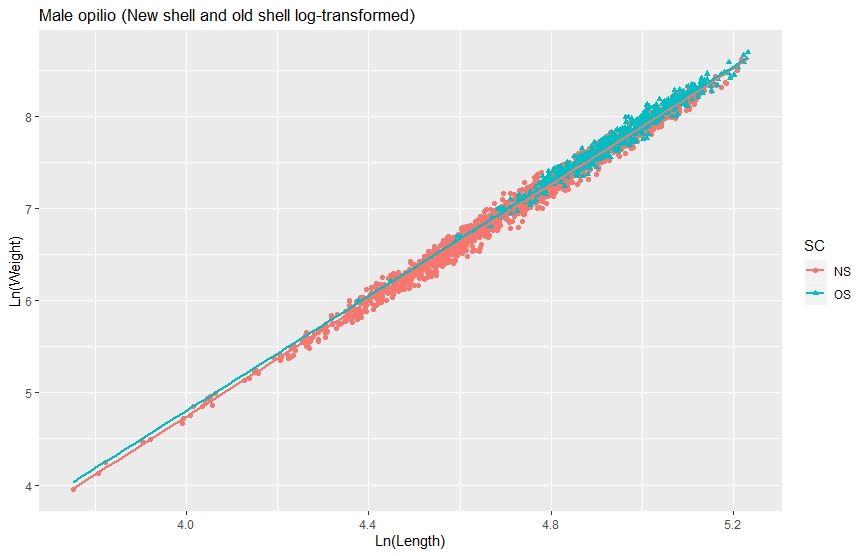 Male opilio (New shell and old shell log-transformed)
Ln(Weight)
8
7
6
5
4
4.0
4.4
4.8
5.2
Ln(Length)
SC
NS
OS